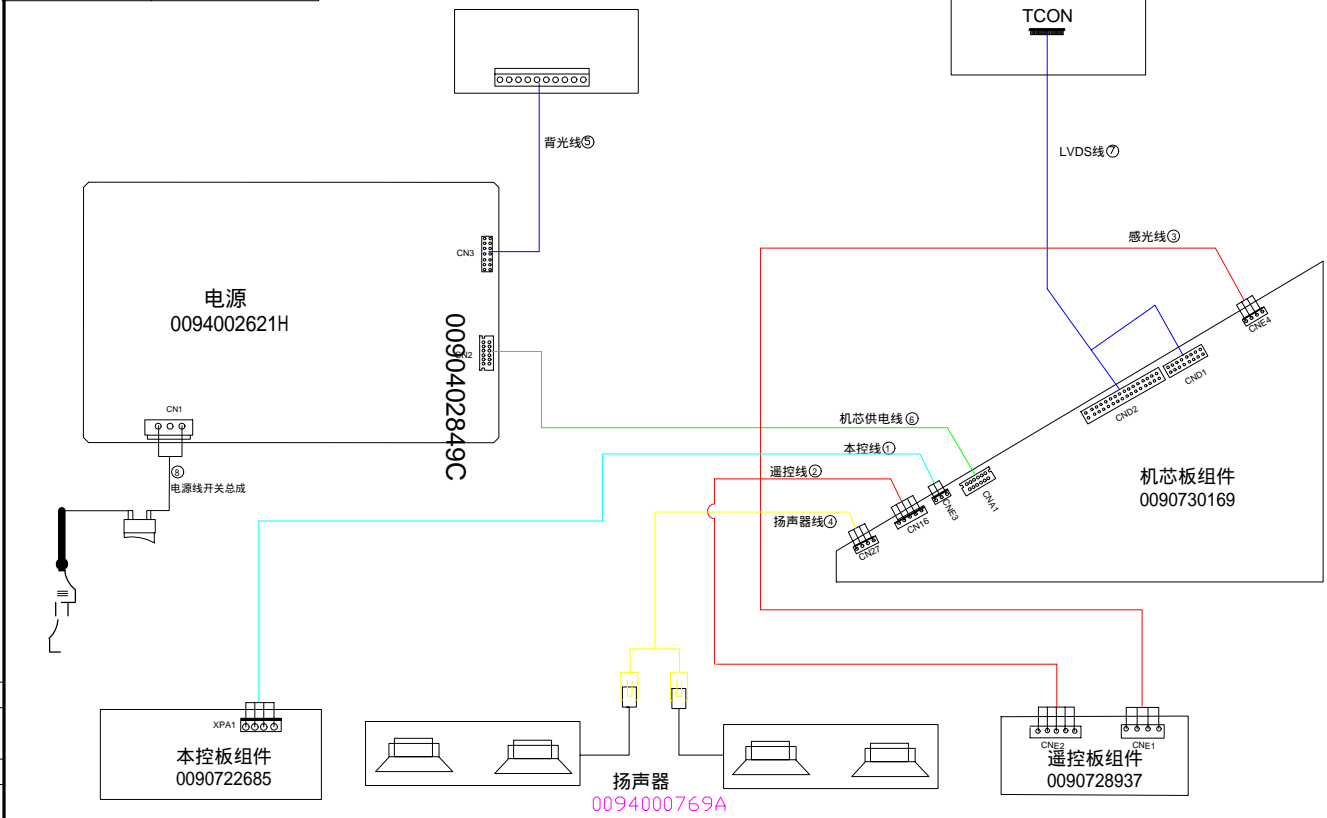 TCON
背光线⑤
LVDS线⑦
感光线③
CN3
电源
0094002621H
0090402849C
CN2
CNE4
CND1
CND2
CN1
机芯供电线⑥
本控线①
遥控线②
扬声器线④
⑧
电源线开关总成
CNA1
CNE3
CN16
CN27
机芯板组件
0090730169
XPA1
本控板组件
0090722685
扬声器
0094000769A
CNE2
CNE1
遥控板组件
0090728937